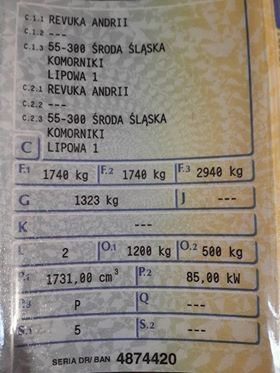 C.1.1 REVUKA ANDRII
C.1.2 ---
C.1.3 55-300 ŚRODA ŚLĄSKA
KOMORNIKI
LIPOWA 1
C.2.1 REVUKA ANDRII
C.2.2 ---
C.2.3 55-300 ŚRODA ŚLĄSKA
KOMORNIKI
C LIPOWA 1
F.1 1740 kg F.2 1740 kg F.3 2940 kg
G 1323 kg J ---
K ---
L 2 O.1 1200 kg O.2 500 kg
P.1 1731,00 cm³ P.2 85,00 kW
P.3 P Q ---
S.1 5 S.2 ---
SERIA DR/BAN 4874420